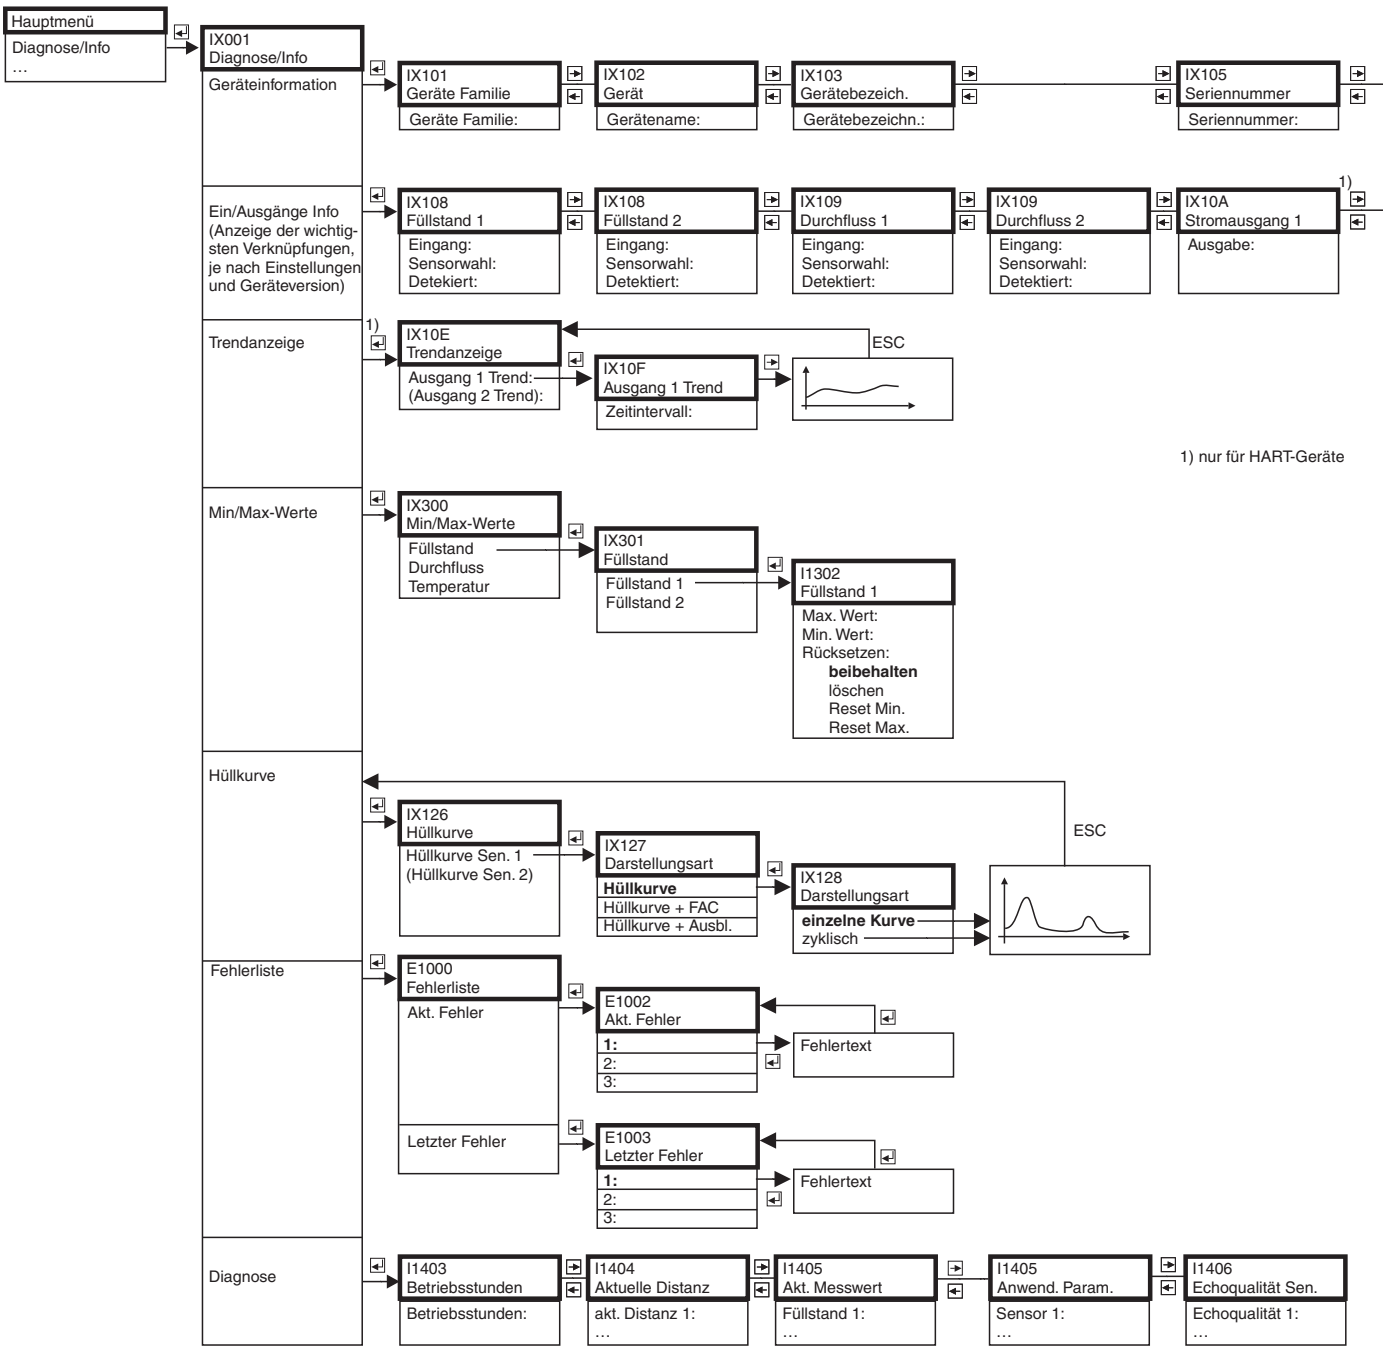 Hauptmenü
Diagnose/Info
…
IX001
Diagnose/Info
Geräteinformation
IX101
Geräte Familie
Geräte Familie:
IX102
Gerät
Gerätename:
IX103
Gerätebezeich.
Gerätebezeichn.:
IX105
Seriennummer
Seriennummer:
Ein/Ausgänge Info
(Anzeige der wichtig-
sten Verknüpfungen,
je nach Einstellungen
und Geräteversion)
IX108
Füllstand 1
Eingang:
Sensorwahl:
Detekiert:
IX108
Füllstand 2
Eingang:
Sensorwahl:
Detektiert:
IX109
Durchfluss 1
Eingang:
Sensorwahl:
Detektiert:
IX109
Durchfluss 2
Eingang:
Sensorwahl:
Detektiert:
IX10A
Stromausgang 1
Ausgabe:
1)
Trendanzeige
1)
IX10E
Trendanzeige
Ausgang 1 Trend:
(Ausgang 2 Trend):
IX10F
Ausgang 1 Trend
Zeitintervall:
ESC
1) nur für HART-Geräte
Min/Max-Werte
IX300
Min/Max-Werte
Füllstand
Durchfluss
Temperatur
IX301
Füllstand
Füllstand 1
Füllstand 2
I1302
Füllstand 1
Max. Wert:
Min. Wert:
Rücksetzen:
beibehalten
löschen
Reset Min.
Reset Max.
Hüllkurve
IX126
Hüllkurve
Hüllkurve Sen. 1
(Hüllkurve Sen. 2)
IX127
Darstellungsart
Hüllkurve
Hüllkurve + FAC
Hüllkurve + Ausbl.
IX128
Darstellungsart
einzelne Kurve
zyklisch
ESC
Fehlerliste
E1000
Fehlerliste
Akt. Fehler
E1002
Akt. Fehler
1:
2:
3:
Fehlertext
Letzter Fehler
E1003
Letzter Fehler
1:
2:
3:
Fehlertext
Diagnose
I1403
Betriebsstunden
Betriebsstunden:
I1404
Aktuelle Distanz
akt. Distanz 1:
…
I1405
Akt. Messwert
Füllstand 1:
…
I1405
Anwend. Param.
Sensor 1:
…
I1406
Echoqualität Sen.
Echoqualität 1:
…